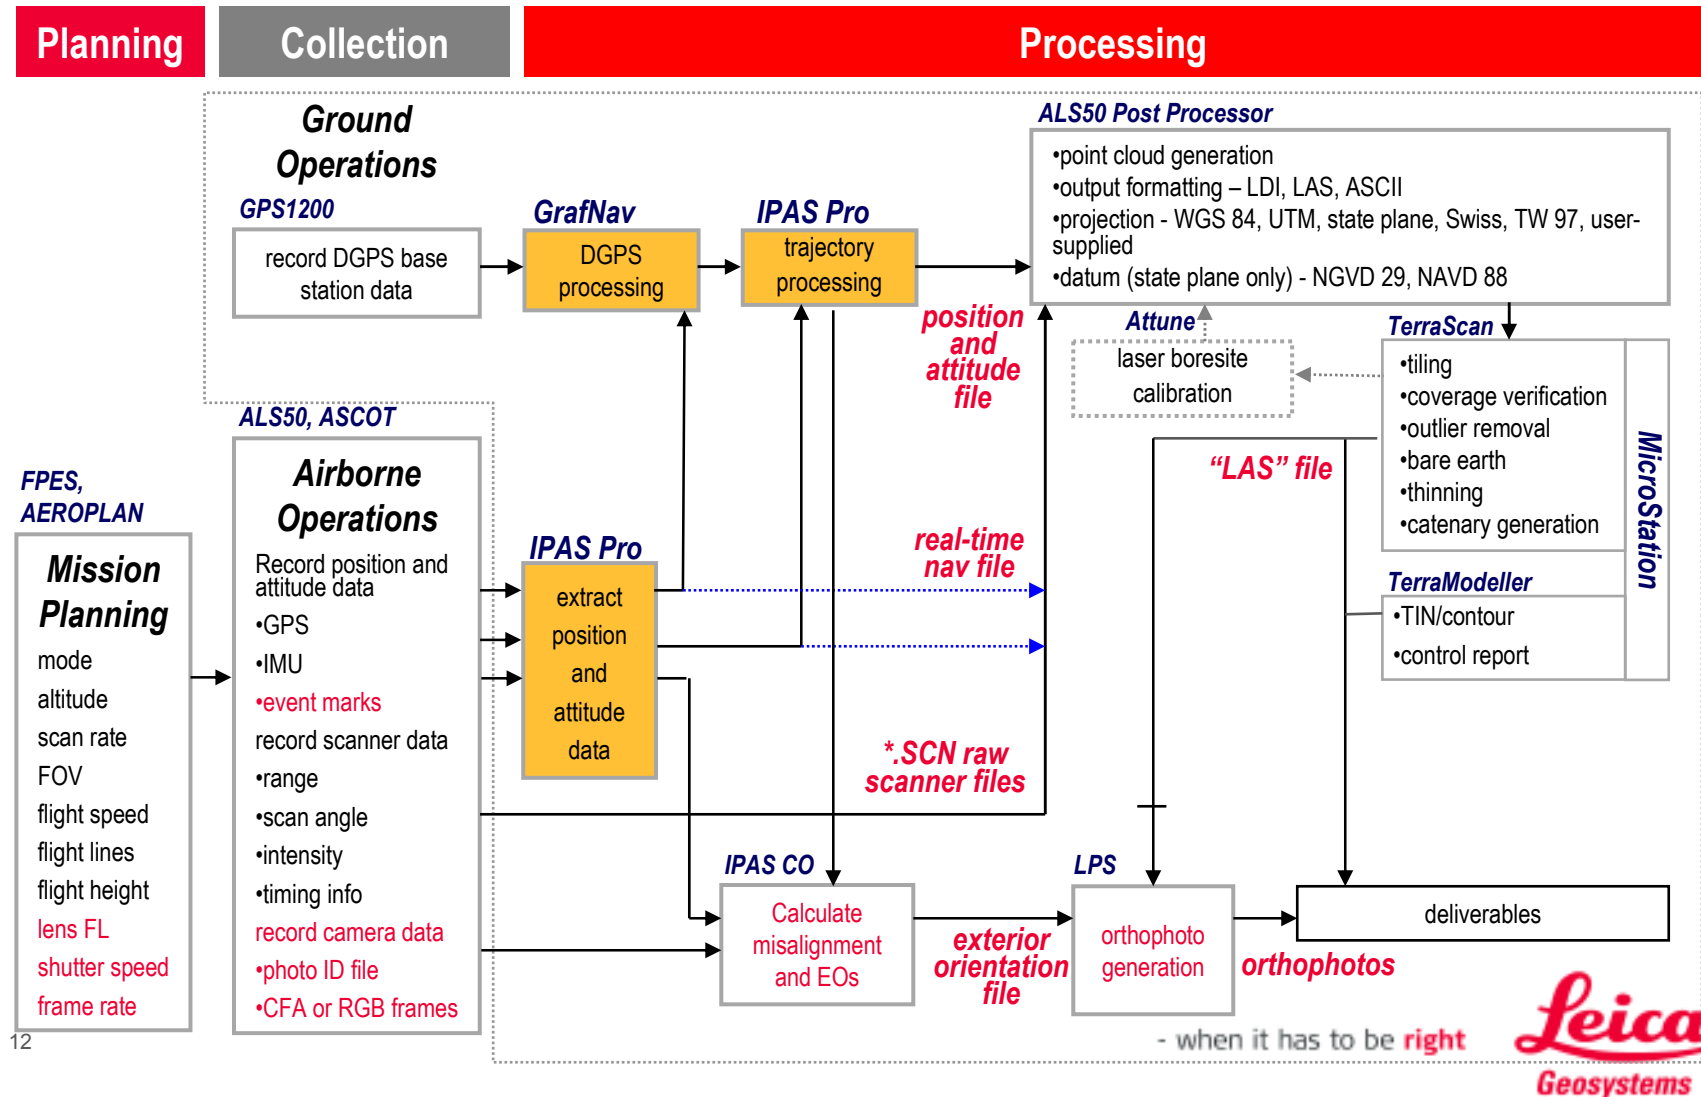 Planning
Collection
Processing
Ground
Operations
GPS1200
record DGPS base
station data
GrafNav
DGPS
processing
IPAS Pro
trajectory
processing
ALS50 Post Processor
•point cloud generation
•output formatting – LDI, LAS, ASCII
•projection - WGS 84, UTM, state plane, Swiss, TW 97, user-
supplied
•datum (state plane only) - NGVD 29, NAVD 88
position
and
attitude
file
Attune
laser boresite
calibration
TerraScan
•tiling
•coverage verification
•outlier removal
•bare earth
•thinning
•catenary generation
MicroStation
"LAS" file
TerraModeller
•TIN/contour
•control report
FPES,
AEROPLAN
Mission
Planning
mode
altitude
scan rate
FOV
flight speed
flight lines
flight height
lens FL
shutter speed
frame rate
ALS50, ASCOT
Airborne
Operations
Record position and
attitude data
•GPS
•IMU
•event marks
record scanner data
•range
•scan angle
•intensity
•timing info
record camera data
•photo ID file
•CFA or RGB frames
IPAS Pro
extract
position
and
attitude
data
real-time
nav file
*.SCN raw
scanner files
IPAS CO
Calculate
misalignment
and EOs
exterior
orientation
file
LPS
orthophoto
generation
orthophotos
deliverables
12
- when it has to be right
Leica
Geosystems